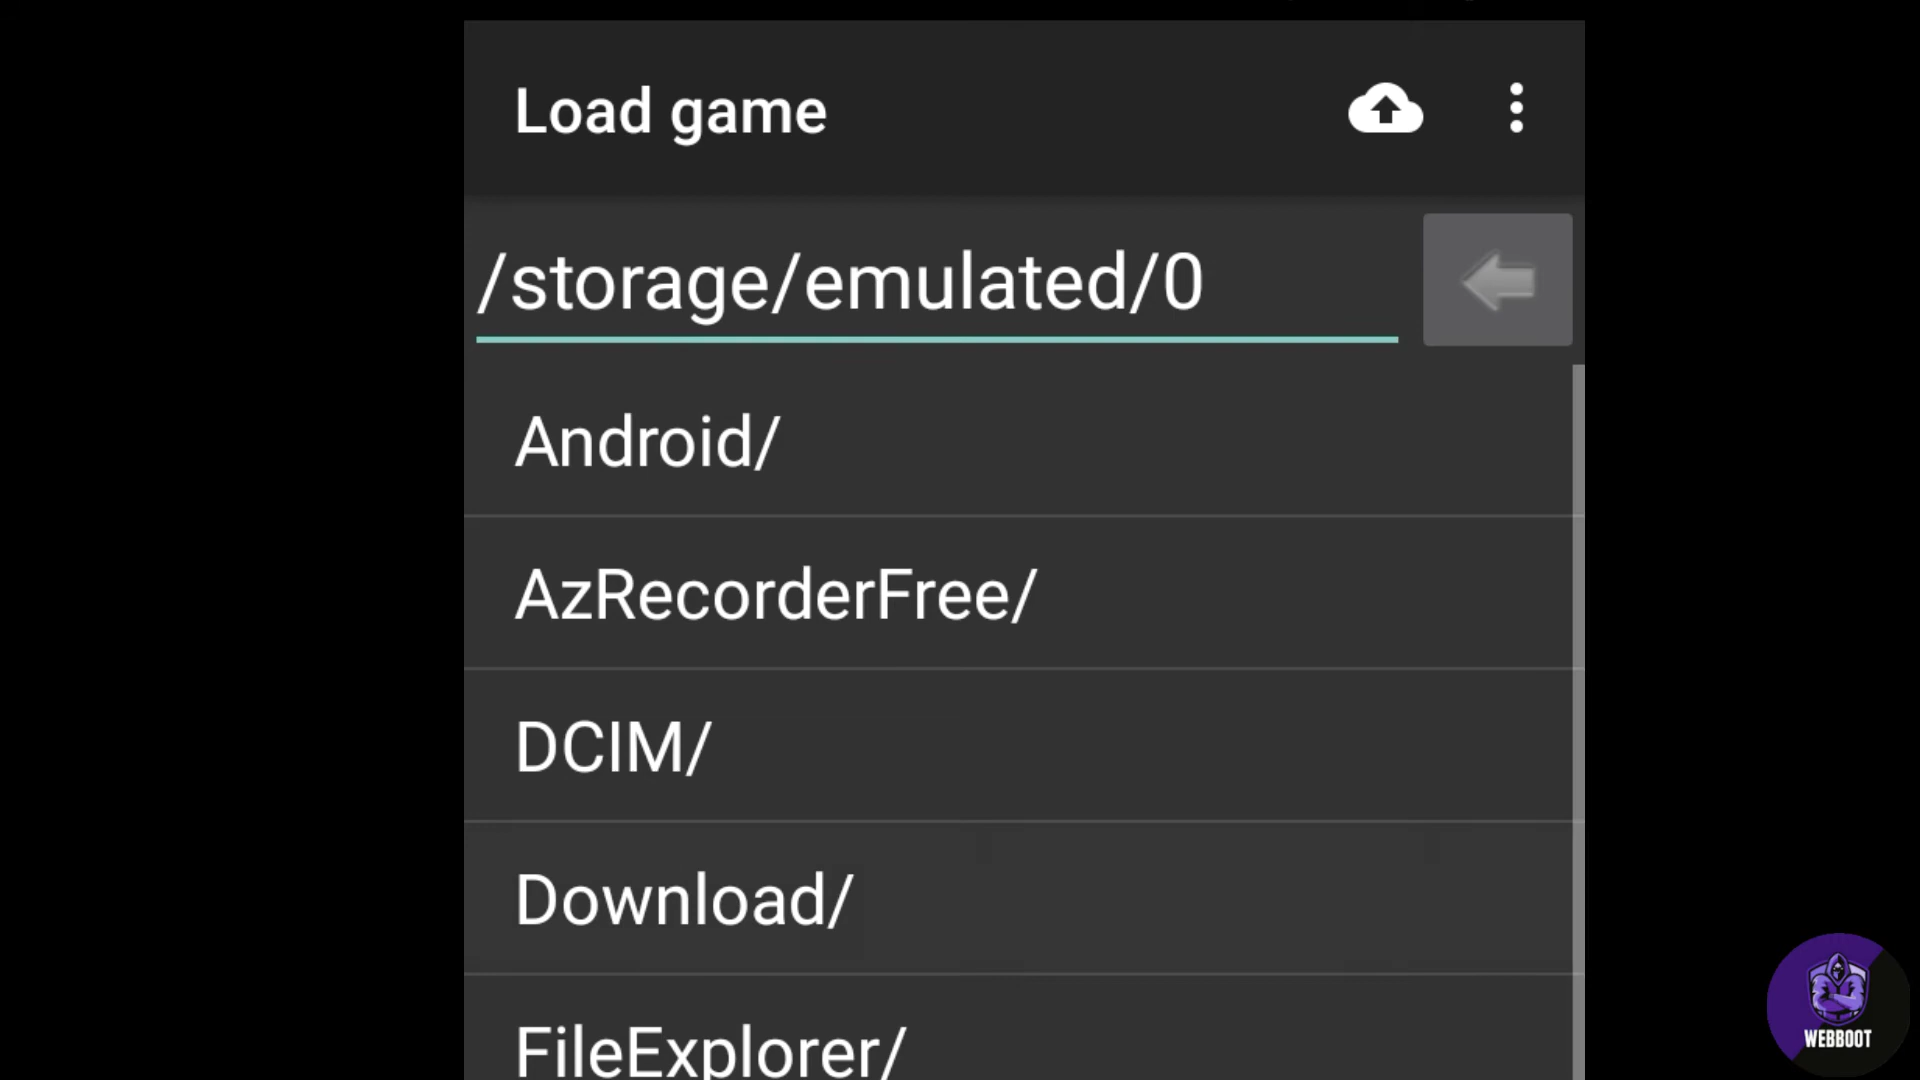 Load game
/storage/emulated/0
Android/
AzRecorderFree/
DCIM/
Download/
FileExplorer/
WEBBOOT